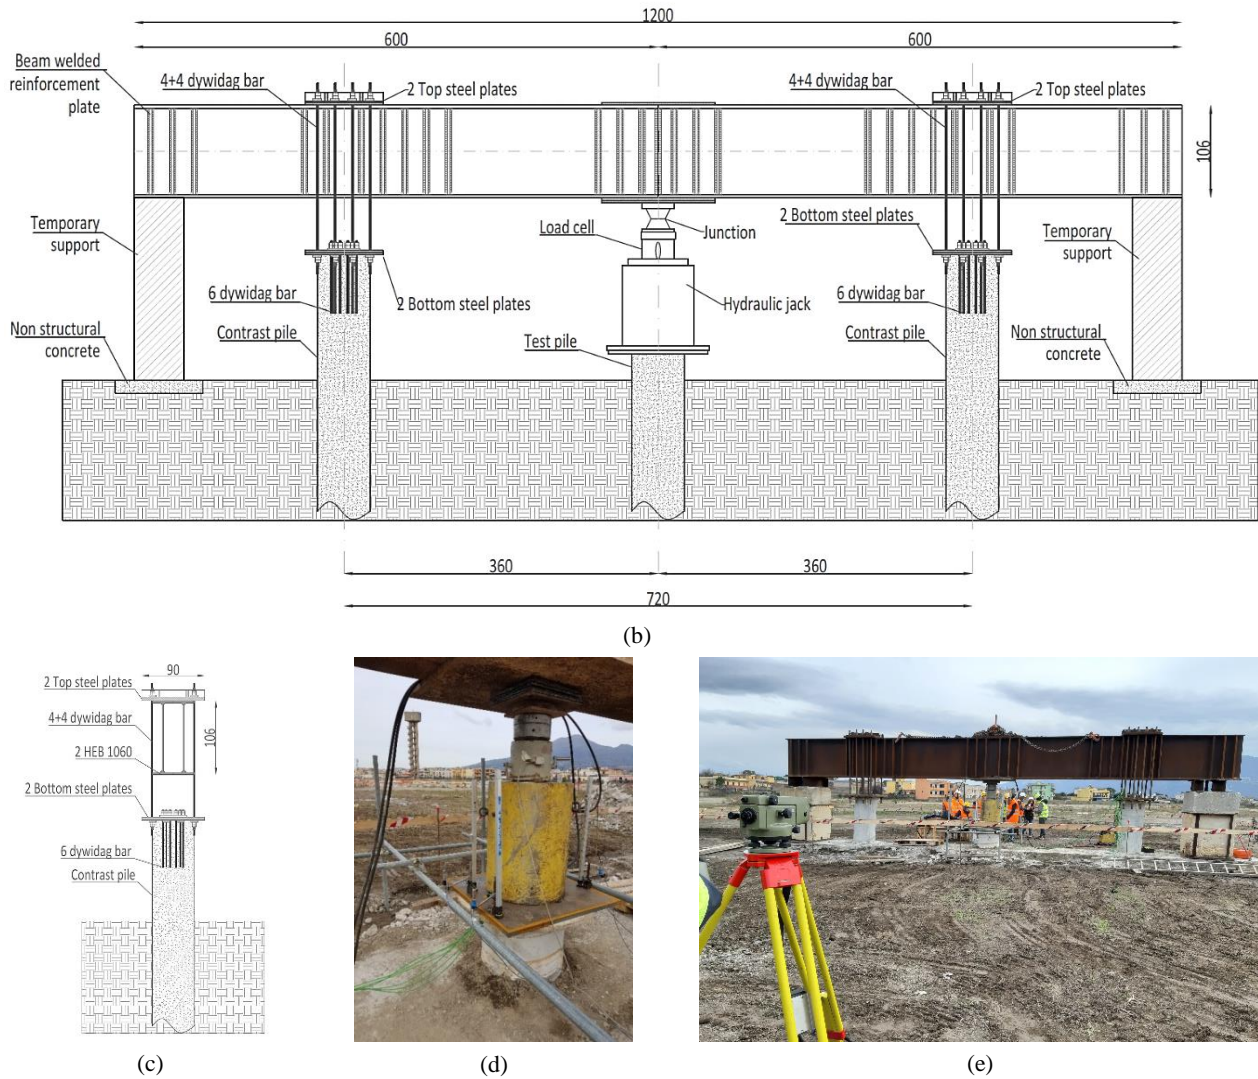 1200
600
600
Beam welded
reinforcement
plate
4+4 dywidag bar
2 Top steel plates
4+4 dywidag bar
2 Top steel plates
106
Temporary
support
Load cell
Junction
2 Bottom steel plates
Temporary
support
6 dywidag bar
2 Bottom steel plates
Hydraulic jack
6 dywidag bar
Non structural
concrete
Contrast pile
Test pile
Contrast pile
Non structural
concrete
360
360
720
(b)
90
2 Top steel plates
4+4 dywidag bar
106
2 HEB 1060
2 Bottom steel plates
6 dywidag bar
Contrast pile
(c)
(d)
(e)